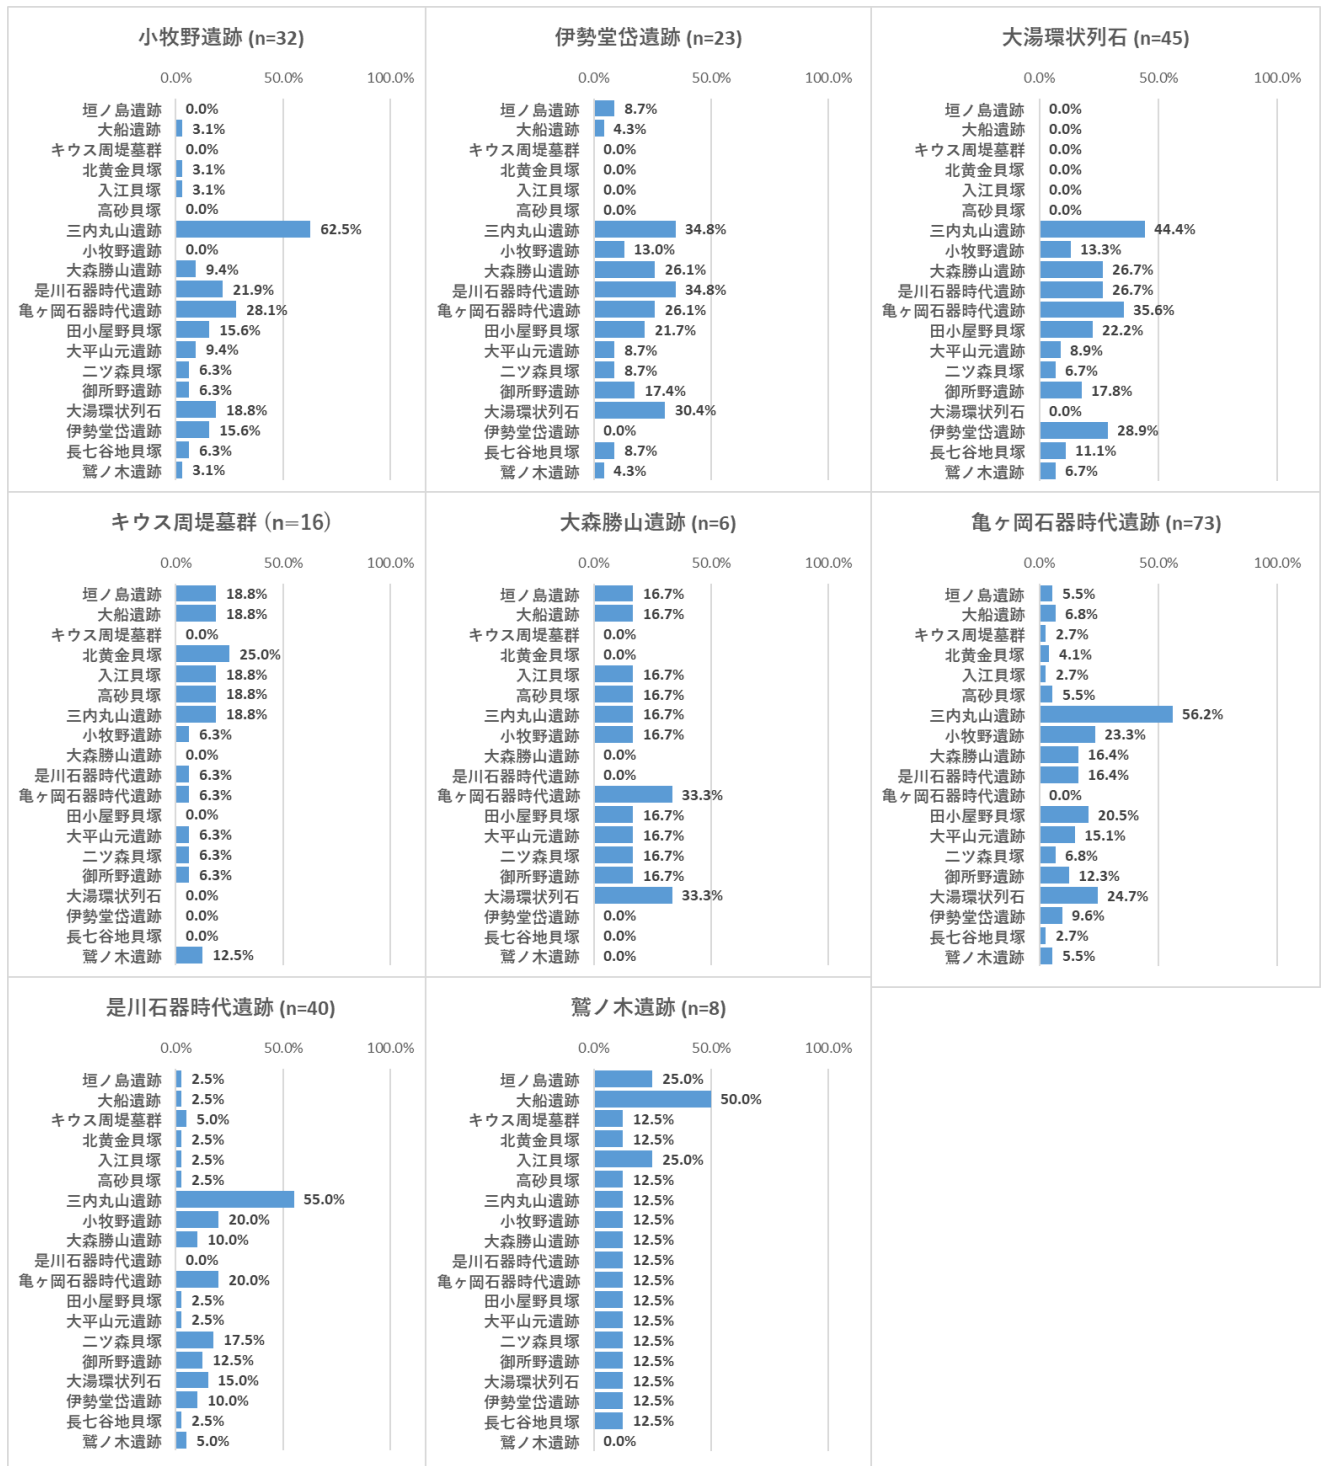 小牧野遺跡 (n=32)
0.0% 50.0% 100.0%
垣ノ島遺跡 0.0%
大船遺跡 3.1%
キウス周堤墓群 0.0%
北黄金貝塚 3.1%
入江貝塚 3.1%
高砂貝塚 0.0%
三内丸山遺跡 62.5%
小牧野遺跡 0.0%
大森勝山遺跡 9.4%
是川石器時代遺跡 21.9%
亀ヶ岡石器時代遺跡 28.1%
田小屋野貝塚 15.6%
大平山元遺跡 9.4%
二ツ森貝塚 6.3%
御所野遺跡 6.3%
大湯環状列石 18.8%
伊勢堂岱遺跡 15.6%
長七谷地貝塚 6.3%
鷲ノ木遺跡 3.1%
伊勢堂岱遺跡 (n=23)
0.0% 50.0% 100.0%
垣ノ島遺跡 8.7%
大船遺跡 4.3%
キウス周堤墓群 0.0%
北黄金貝塚 0.0%
入江貝塚 0.0%
高砂貝塚 0.0%
三内丸山遺跡 34.8%
小牧野遺跡 13.0%
大森勝山遺跡 26.1%
是川石器時代遺跡 34.8%
亀ヶ岡石器時代遺跡 26.1%
田小屋野貝塚 21.7%
大平山元遺跡 8.7%
二ツ森貝塚 8.7%
御所野遺跡 17.4%
大湯環状列石 30.4%
伊勢堂岱遺跡 0.0%
長七谷地貝塚 8.7%
鷲ノ木遺跡 4.3%
大湯環状列石 (n=45)
0.0% 50.0% 100.0%
垣ノ島遺跡 0.0%
大船遺跡 0.0%
キウス周堤墓群 0.0%
北黄金貝塚 0.0%
入江貝塚 0.0%
高砂貝塚 0.0%
三内丸山遺跡 44.4%
小牧野遺跡 13.3%
大森勝山遺跡 26.7%
是川石器時代遺跡 26.7%
亀ヶ岡石器時代遺跡 35.6%
田小屋野貝塚 22.2%
大平山元遺跡 8.9%
二ツ森貝塚 6.7%
御所野遺跡 17.8%
大湯環状列石 0.0%
伊勢堂岱遺跡 28.9%
長七谷地貝塚 11.1%
鷲ノ木遺跡 6.7%
キウス周堤墓群 (n=16)
0.0% 50.0% 100.0%
垣ノ島遺跡 18.8%
大船遺跡 18.8%
キウス周堤墓群 0.0%
北黄金貝塚 25.0%
入江貝塚 18.8%
高砂貝塚 18.8%
三内丸山遺跡 18.8%
小牧野遺跡 6.3%
大森勝山遺跡 0.0%
是川石器時代遺跡 6.3%
亀ヶ岡石器時代遺跡 6.3%
田小屋野貝塚 0.0%
大平山元遺跡 6.3%
二ツ森貝塚 6.3%
御所野遺跡 6.3%
大湯環状列石 0.0%
伊勢堂岱遺跡 0.0%
長七谷地貝塚 0.0%
鷲ノ木遺跡 12.5%
大森勝山遺跡 (n=6)
0.0% 50.0% 100.0%
垣ノ島遺跡 16.7%
大船遺跡 16.7%
キウス周堤墓群 0.0%
北黄金貝塚 0.0%
入江貝塚 16.7%
高砂貝塚 16.7%
三内丸山遺跡 16.7%
小牧野遺跡 16.7%
大森勝山遺跡 0.0%
是川石器時代遺跡 0.0%
亀ヶ岡石器時代遺跡 33.3%
田小屋野貝塚 16.7%
大平山元遺跡 16.7%
二ツ森貝塚 16.7%
御所野遺跡 16.7%
大湯環状列石 33.3%
伊勢堂岱遺跡 0.0%
長七谷地貝塚 0.0%
鷲ノ木遺跡 0.0%
亀ヶ岡石器時代遺跡 (n=73)
0.0% 50.0% 100.0%
垣ノ島遺跡 5.5%
大船遺跡 6.8%
キウス周堤墓群 2.7%
北黄金貝塚 4.1%
入江貝塚 2.7%
高砂貝塚 5.5%
三内丸山遺跡 56.2%
小牧野遺跡 23.3%
大森勝山遺跡 16.4%
是川石器時代遺跡 16.4%
亀ヶ岡石器時代遺跡 0.0%
田小屋野貝塚 20.5%
大平山元遺跡 15.1%
二ツ森貝塚 6.8%
御所野遺跡 12.3%
大湯環状列石 24.7%
伊勢堂岱遺跡 9.6%
長七谷地貝塚 2.7%
鷲ノ木遺跡 5.5%
是川石器時代遺跡 (n=40)
0.0% 50.0% 100.0%
垣ノ島遺跡 2.5%
大船遺跡 2.5%
キウス周堤墓群 5.0%
北黄金貝塚 2.5%
入江貝塚 2.5%
高砂貝塚 2.5%
三内丸山遺跡 55.0%
小牧野遺跡 20.0%
大森勝山遺跡 10.0%
是川石器時代遺跡 0.0%
亀ヶ岡石器時代遺跡 20.0%
田小屋野貝塚 2.5%
大平山元遺跡 2.5%
二ツ森貝塚 17.5%
御所野遺跡 12.5%
大湯環状列石 15.0%
伊勢堂岱遺跡 10.0%
長七谷地貝塚 2.5%
鷲ノ木遺跡 5.0%
鷲ノ木遺跡 (n=8)
0.0% 50.0% 100.0%
垣ノ島遺跡 25.0%
大船遺跡 50.0%
キウス周堤墓群 12.5%
北黄金貝塚 12.5%
入江貝塚 25.0%
高砂貝塚 12.5%
三内丸山遺跡 12.5%
小牧野遺跡 12.5%
大森勝山遺跡 12.5%
是川石器時代遺跡 12.5%
亀ヶ岡石器時代遺跡 12.5%
田小屋野貝塚 12.5%
大平山元遺跡 12.5%
二ツ森貝塚 12.5%
御所野遺跡 12.5%
大湯環状列石 12.5%
伊勢堂岱遺跡 12.5%
長七谷地貝塚 12.5%
鷲ノ木遺跡 0.0%